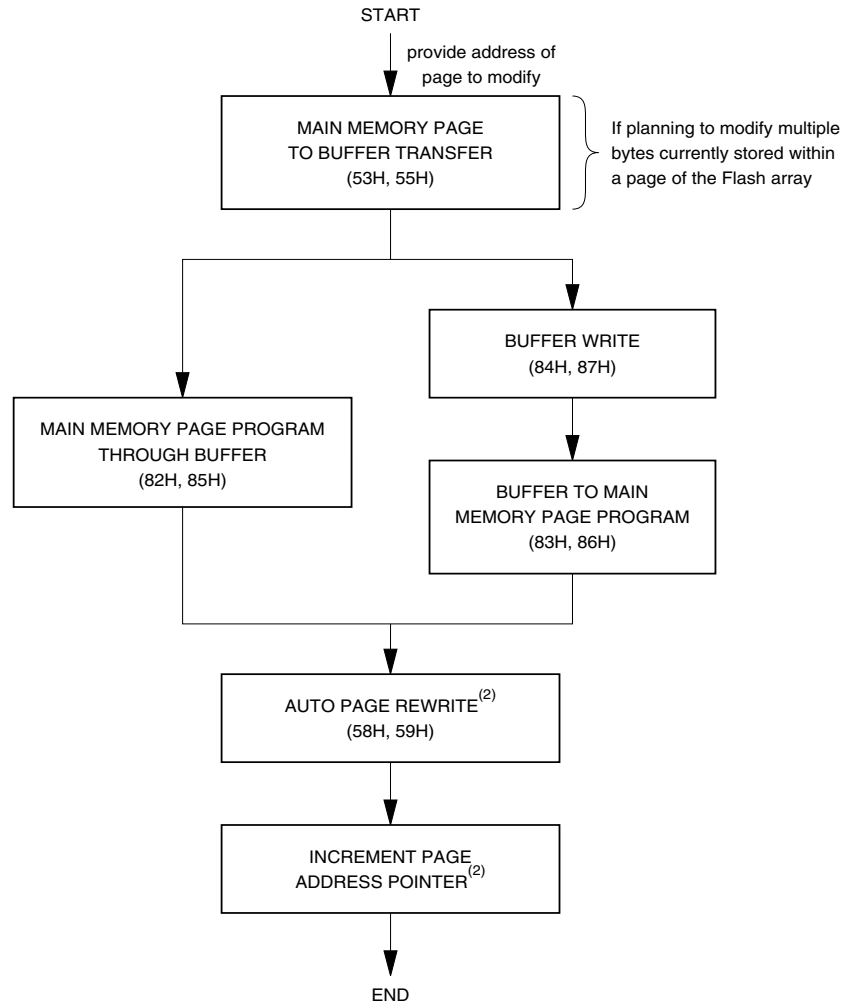 START
provide address of
page to modify
MAIN MEMORY PAGE
TO BUFFER TRANSFER
(53H, 55H)
If planning to modify multiple
bytes currently stored within
a page of the Flash array
BUFFER WRITE
(84H, 87H)
MAIN MEMORY PAGE PROGRAM
THROUGH BUFFER
(82H, 85H)
BUFFER TO MAIN
MEMORY PAGE PROGRAM
(83H, 86H)
AUTO PAGE REWRITE(2)
(58H, 59H)
INCREMENT PAGE
ADDRESS POINTER(2)
END